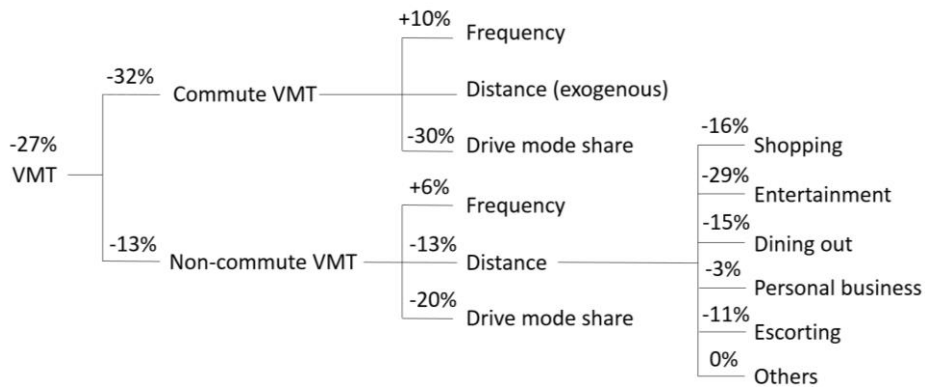 -27%
VMT
-32%
Commute VMT
+10%
Frequency
Distance (exogenous)
-30%
Drive mode share
-13%
Non-commute VMT
+6%
Frequency
-13%
Distance
-20%
Drive mode share
-16%
Shopping
-29%
Entertainment
-15%
Dining out
-3%
Personal business
-11%
Escorting
0%
Others